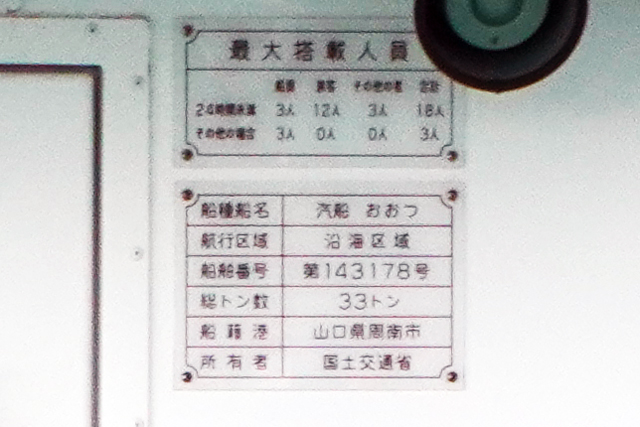 最大搭載人員
船員 旅客 その他の者 合計
24時間未満 3人 12人 3人 18人
その他の場合 3人 0人 0人 3人
船種船名 汽船 おおつ
航行区域 沿海区域
船舶番号 第143178号
総トン数 33トン
船籍港 山口県周南市
所有者 国土交通省